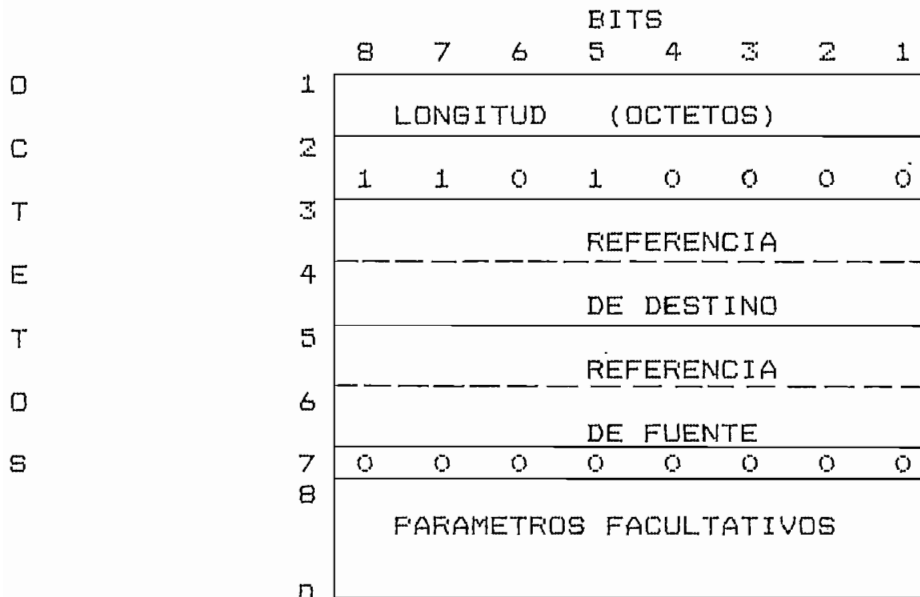 BITS
8 7 6 5 4 3 2 1
O 1
LONGITUD (OCTETOS)
C 2
1 1 0 1 0 0 0 0
T 3
REFERENCIA
E 4
DE DESTINO
T 5
REFERENCIA
O 6
DE FUENTE
S 7 0 0 0 0 0 0 0 0
8
PARAMETROS FACULTATIVOS
n